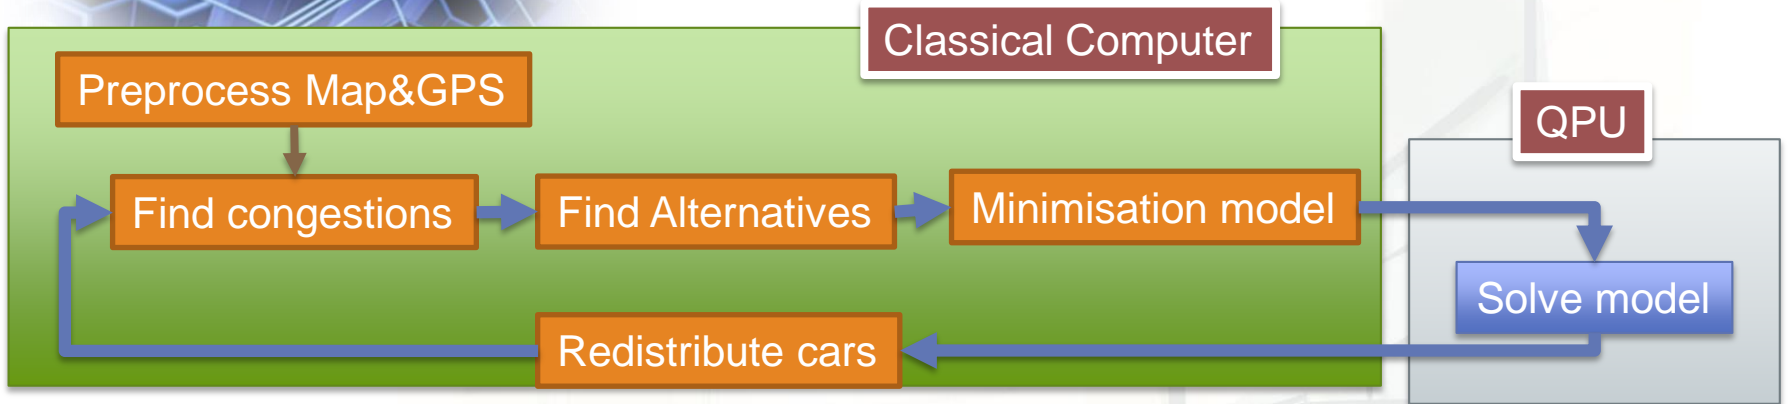 Classical Computer
Preprocess Map&GPS
QPU
Find congestions
Find Alternatives
Minimisation model
Solve model
Redistribute cars